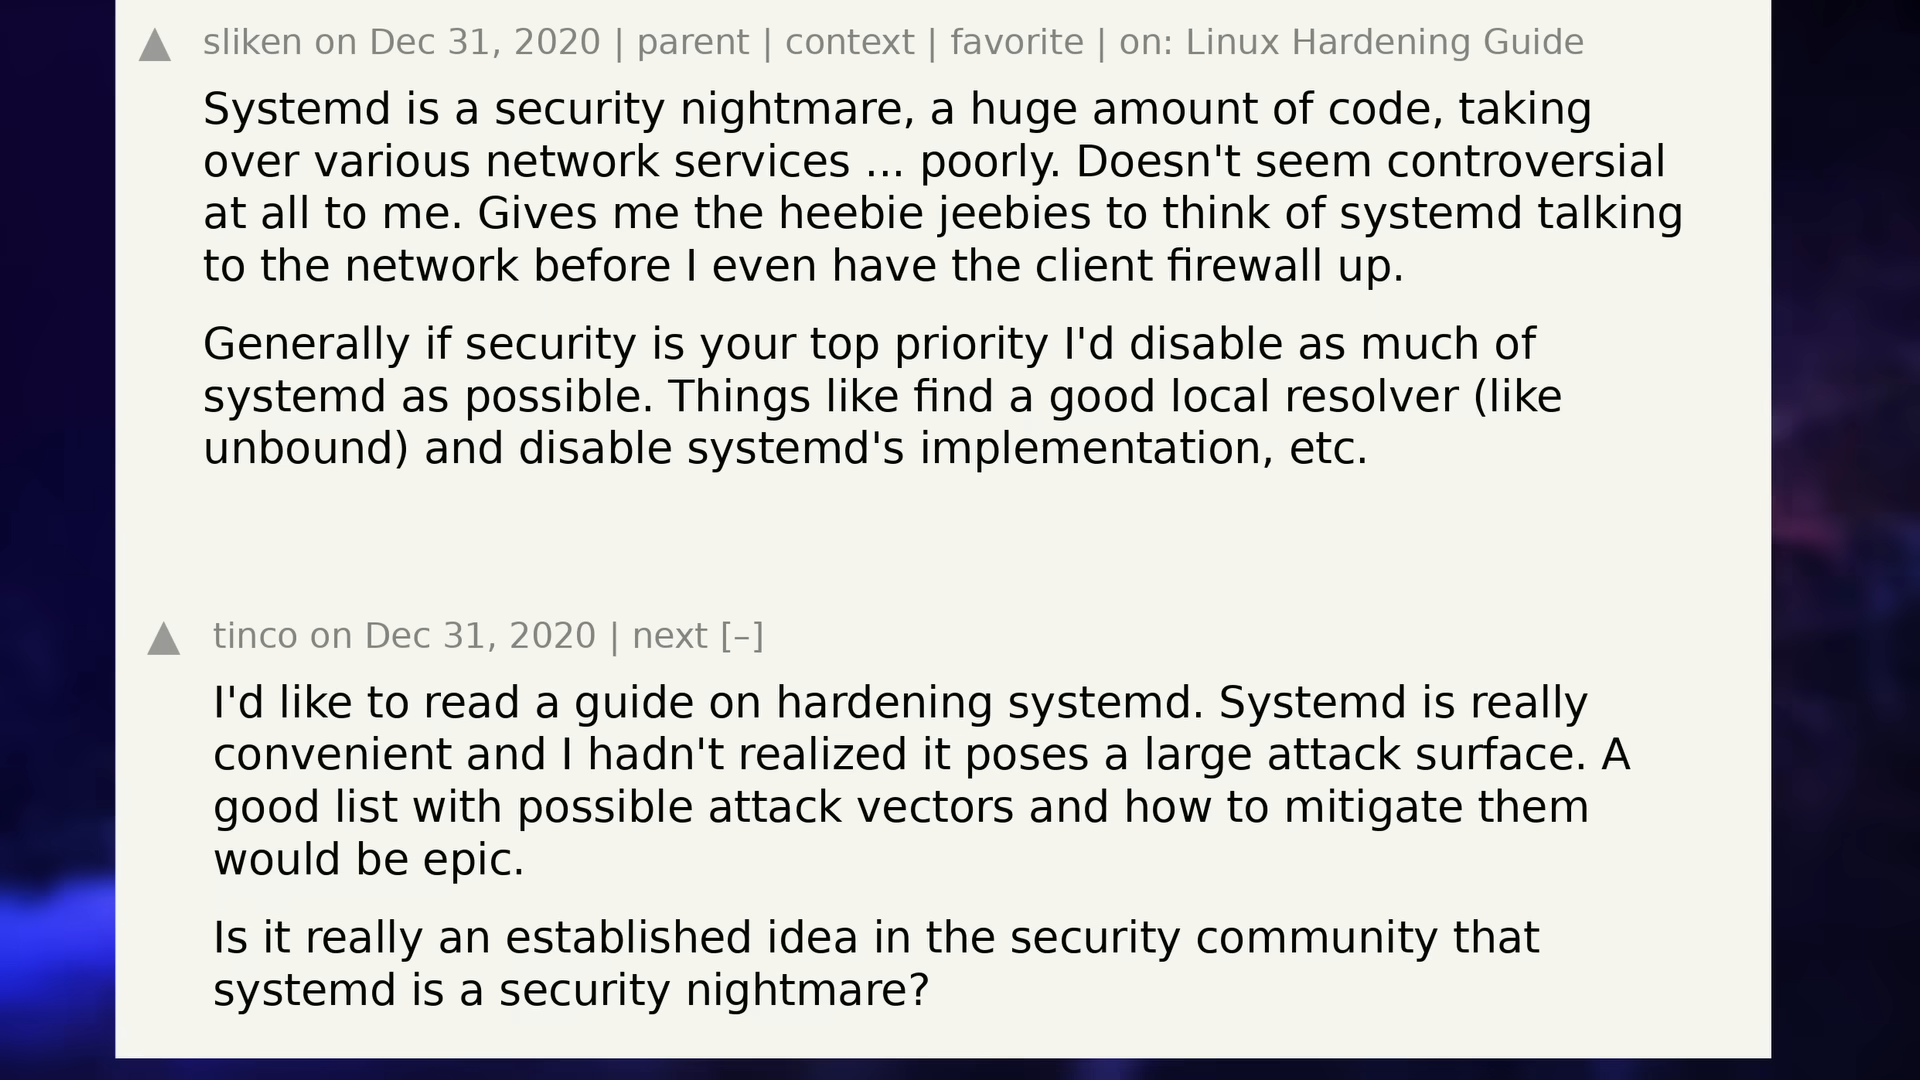 ▲ sliken on Dec 31, 2020 | parent | context | favorite | on: Linux Hardening Guide
Systemd is a security nightmare, a huge amount of code, taking
over various network services ... poorly. Doesn't seem controversial
at all to me. Gives me the heebie jeebies to think of systemd talking
to the network before I even have the client firewall up.
Generally if security is your top priority I'd disable as much of
systemd as possible. Things like find a good local resolver (like
unbound) and disable systemd's implementation, etc.
▲ tinco on Dec 31, 2020 | next [–]
I'd like to read a guide on hardening systemd. Systemd is really
convenient and I hadn't realized it poses a large attack surface. A
good list with possible attack vectors and how to mitigate them
would be epic.
Is it really an established idea in the security community that
systemd is a security nightmare?